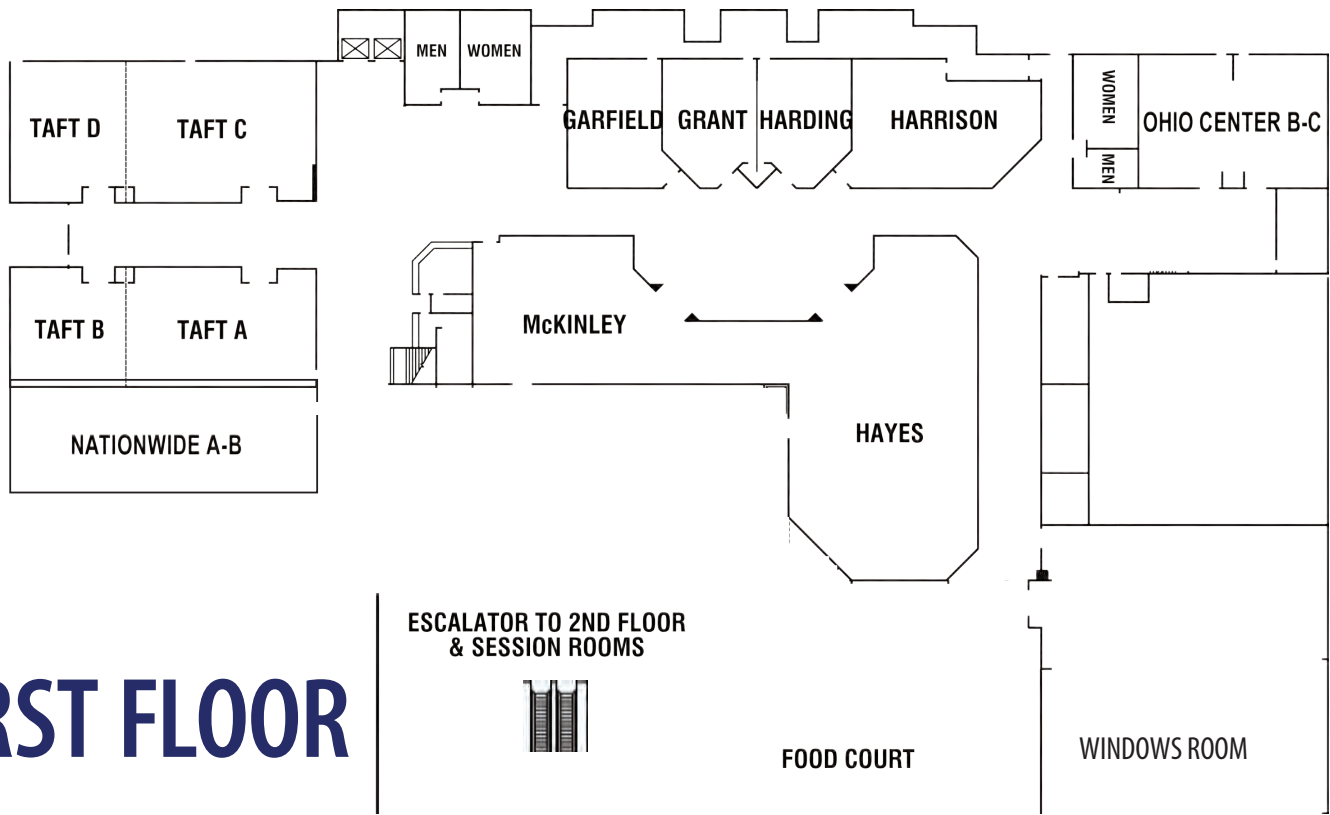 MEN
WOMEN
TAFT D
TAFT C
GARFIELD
GRANT
HARDING
HARRISON
WOMEN
MEN
OHIO CENTER B-C
TAFT B
TAFT A
McKINLEY
NATIONWIDE A-B
HAYES
ESCALATOR TO 2ND FLOOR
& SESSION ROOMS
RST FLOOR
FOOD COURT
WINDOWS ROOM